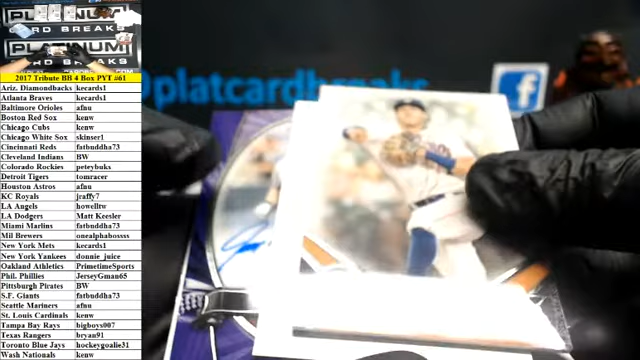 PLATINUM
CARD BREAKS
PLATINUM
CARD BREAKS
@platcardbreaks
f
2017 Tribute BB 4 Box PYT #61
Ariz. Diamondbacks kecards1
Atlanta Braves kecards1
Baltimore Orioles afnu
Boston Red Sox kenw
Chicago Cubs kenw
Chicago White Sox skinser1
Cincinnati Reds fatbuddha73
Cleveland Indians BW
Colorado Rockies peteybuks
Detroit Tigers tomracer
Houston Astros afnu
KC Royals jraffy7
LA Angels howelltw
LA Dodgers Matt Keesler
Miami Marlins fatbuddha73
Mil Brewers onealphabossss
New York Mets kecards1
New York Yankees donnie_juice
Oakland Athletics PrimetimeSports
Phil. Phillies JerseyGman65
Pittsburgh Pirates BW
S.F. Giants fatbuddha73
Seattle Mariners afnu
St. Louis Cardinals kenw
Tampa Bay Rays bigboys007
Texas Rangers bryan91
Toronto Blue Jays hockeygoalie31
Wash Nationals kenw